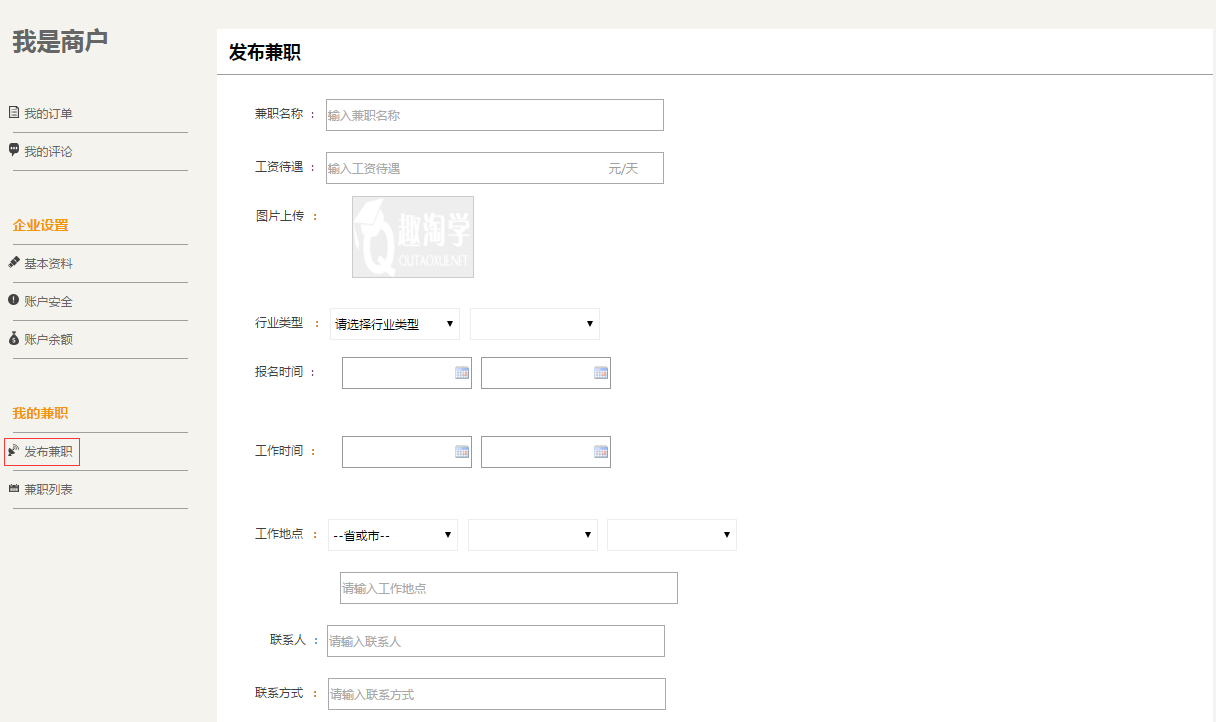 我是商户
我的订单
我的评论
企业设置
基本资料
账户安全
账户余额
我的兼职
发布兼职
兼职列表
发布兼职
兼职名称 : 输入兼职名称
工资待遇 : 输入工资待遇 元/天
图片上传 :
趣淘学
QUTAOXUE.NET
行业类型 : 请选择行业类型
报名时间 :
工作时间 :
工作地点 : --省或市--
请输入工作地点
联系人 : 请输入联系人
联系方式 : 请输入联系方式